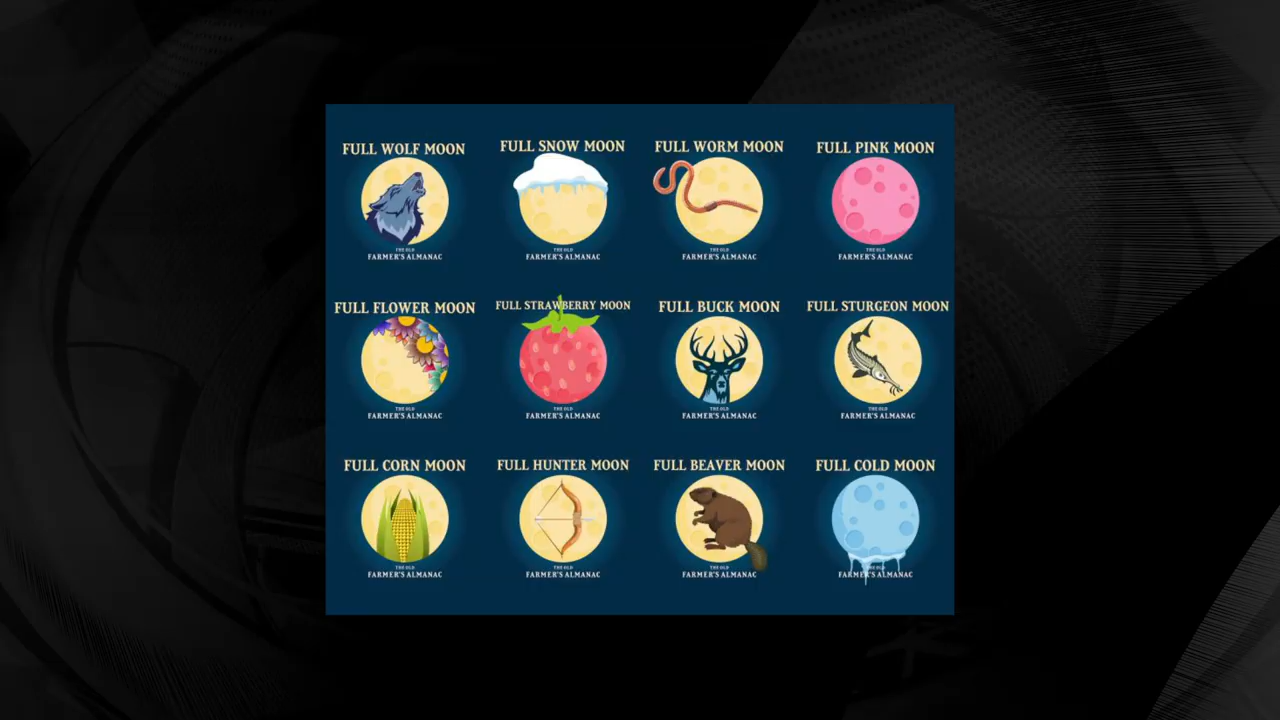 FULL WOLF MOON
THE OLD
FARMER'S ALMANAC
FULL SNOW MOON
THE OLD
FARMER'S ALMANAC
FULL WORM MOON
THE OLD
FARMER'S ALMANAC
FULL PINK MOON
THE OLD
FARMER'S ALMANAC
FULL FLOWER MOON
THE OLD
FARMER'S ALMANAC
FULL STRAWBERRY MOON
THE OLD
FARMER'S ALMANAC
FULL BUCK MOON
THE OLD
FARMER'S ALMANAC
FULL STURGEON MOON
THE OLD
FARMER'S ALMANAC
FULL CORN MOON
THE OLD
FARMER'S ALMANAC
FULL HUNTER MOON
THE OLD
FARMER'S ALMANAC
FULL BEAVER MOON
THE OLD
FARMER'S ALMANAC
FULL COLD MOON
THE OLD
FARMER'S ALMANAC